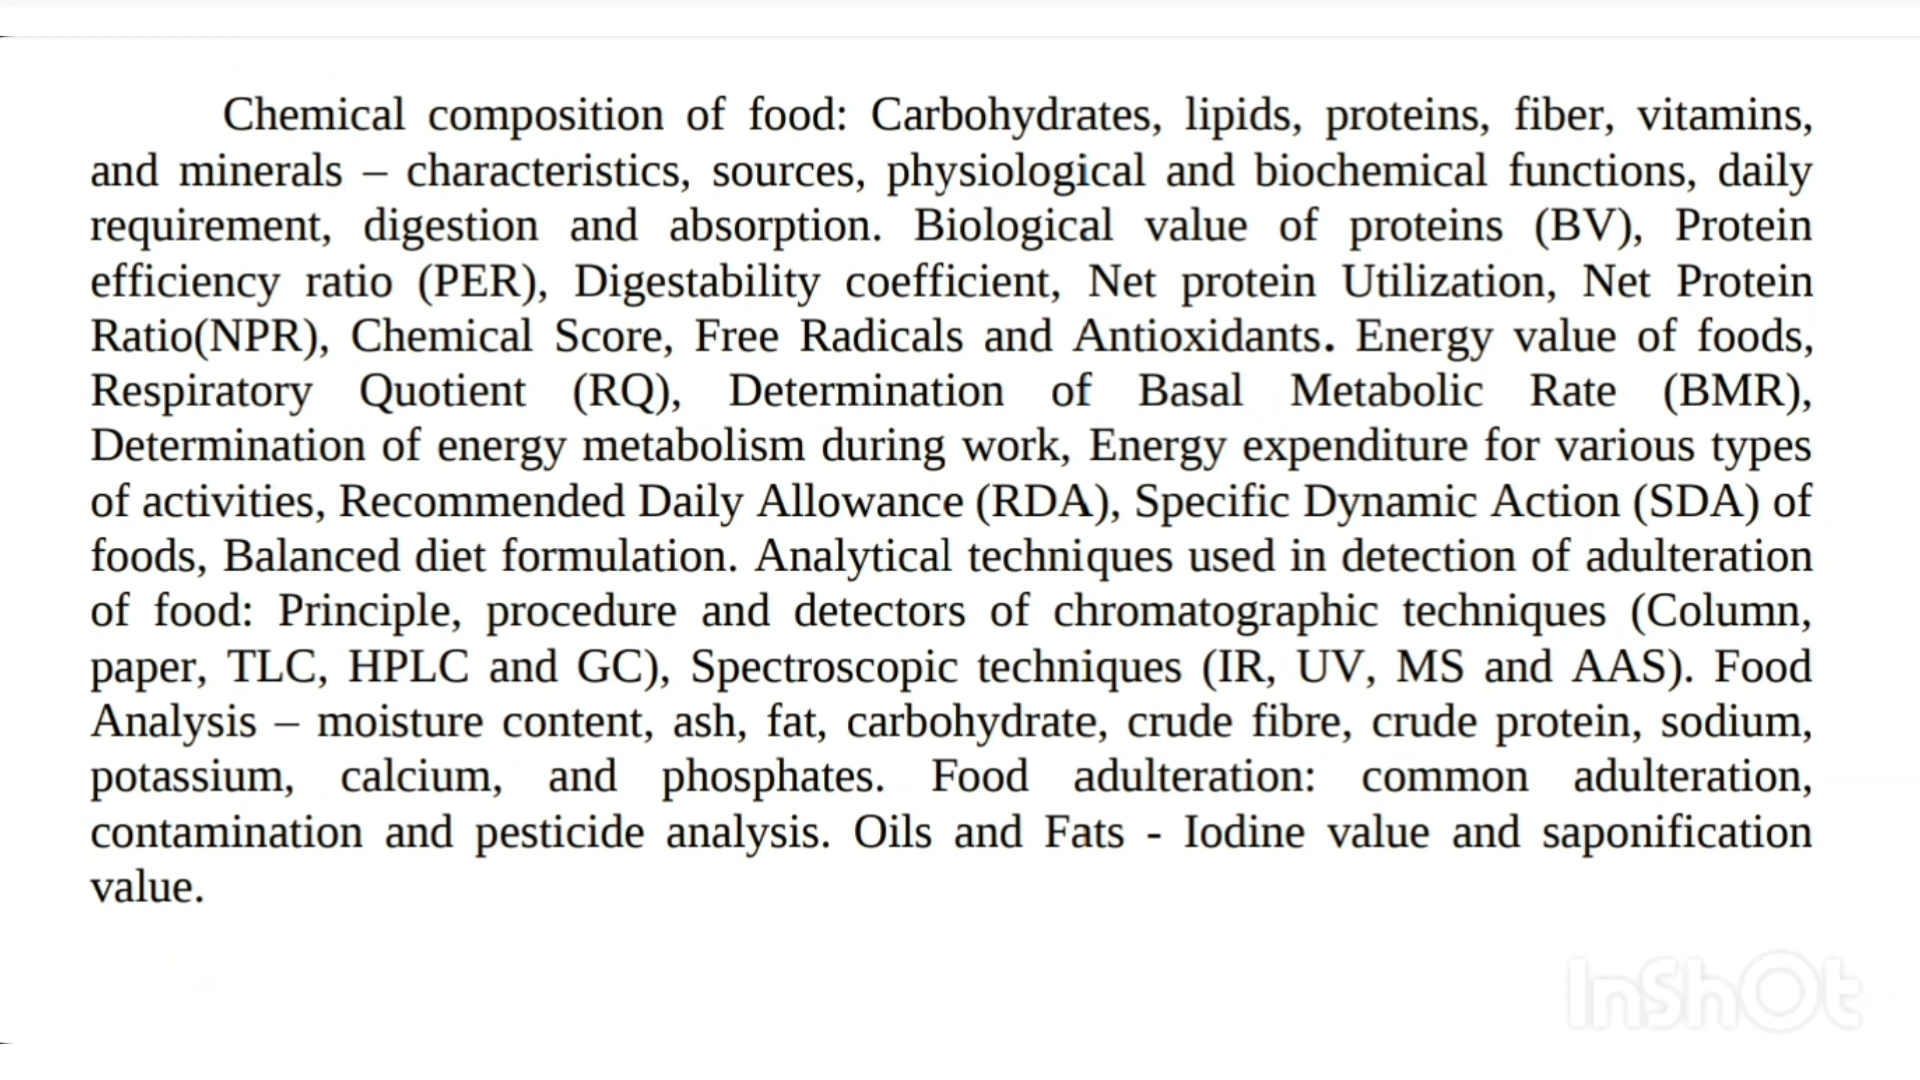 Chemical composition of food: Carbohydrates, lipids, proteins, fiber, vitamins,
and minerals – characteristics, sources, physiological and biochemical functions, daily
requirement, digestion and absorption. Biological value of proteins (BV), Protein
efficiency ratio (PER), Digestability coefficient, Net protein Utilization, Net Protein
Ratio(NPR), Chemical Score, Free Radicals and Antioxidants. Energy value of foods,
Respiratory Quotient (RQ), Determination of Basal Metabolic Rate (BMR),
Determination of energy metabolism during work, Energy expenditure for various types
of activities, Recommended Daily Allowance (RDA), Specific Dynamic Action (SDA) of
foods, Balanced diet formulation. Analytical techniques used in detection of adulteration
of food: Principle, procedure and detectors of chromatographic techniques (Column,
paper, TLC, HPLC and GC), Spectroscopic techniques (IR, UV, MS and AAS). Food
Analysis – moisture content, ash, fat, carbohydrate, crude fibre, crude protein, sodium,
potassium, calcium, and phosphates. Food adulteration: common adulteration,
contamination and pesticide analysis. Oils and Fats - Iodine value and saponification
value.
InShOt